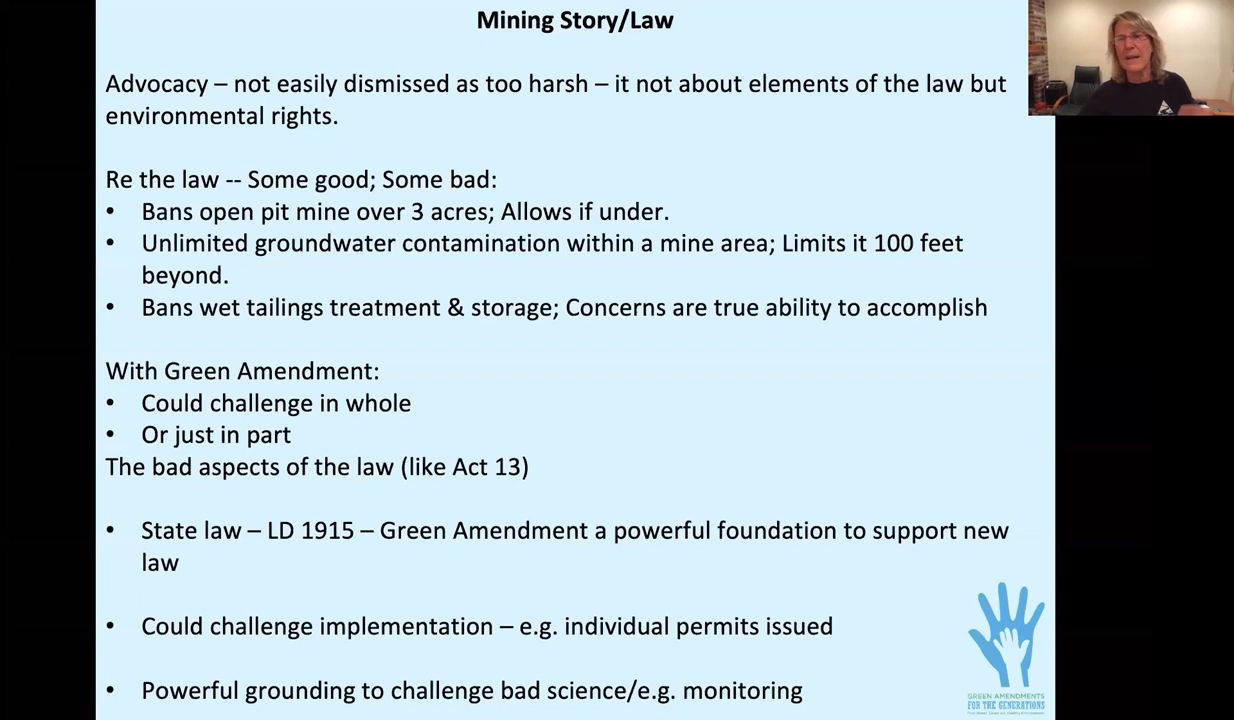 Mining Story/Law
Advocacy – not easily dismissed as too harsh – it not about elements of the law but
environmental rights.
Re the law -- Some good; Some bad:
• Bans open pit mine over 3 acres; Allows if under.
• Unlimited groundwater contamination within a mine area; Limits it 100 feet
beyond.
• Bans wet tailings treatment & storage; Concerns are true ability to accomplish
With Green Amendment:
• Could challenge in whole
• Or just in part
The bad aspects of the law (like Act 13)
• State law – LD 1915 – Green Amendment a powerful foundation to support new
law
• Could challenge implementation – e.g. individual permits issued
• Powerful grounding to challenge bad science/e.g. monitoring
GREEN AMENDMENTS
FOR THE GENERATIONS